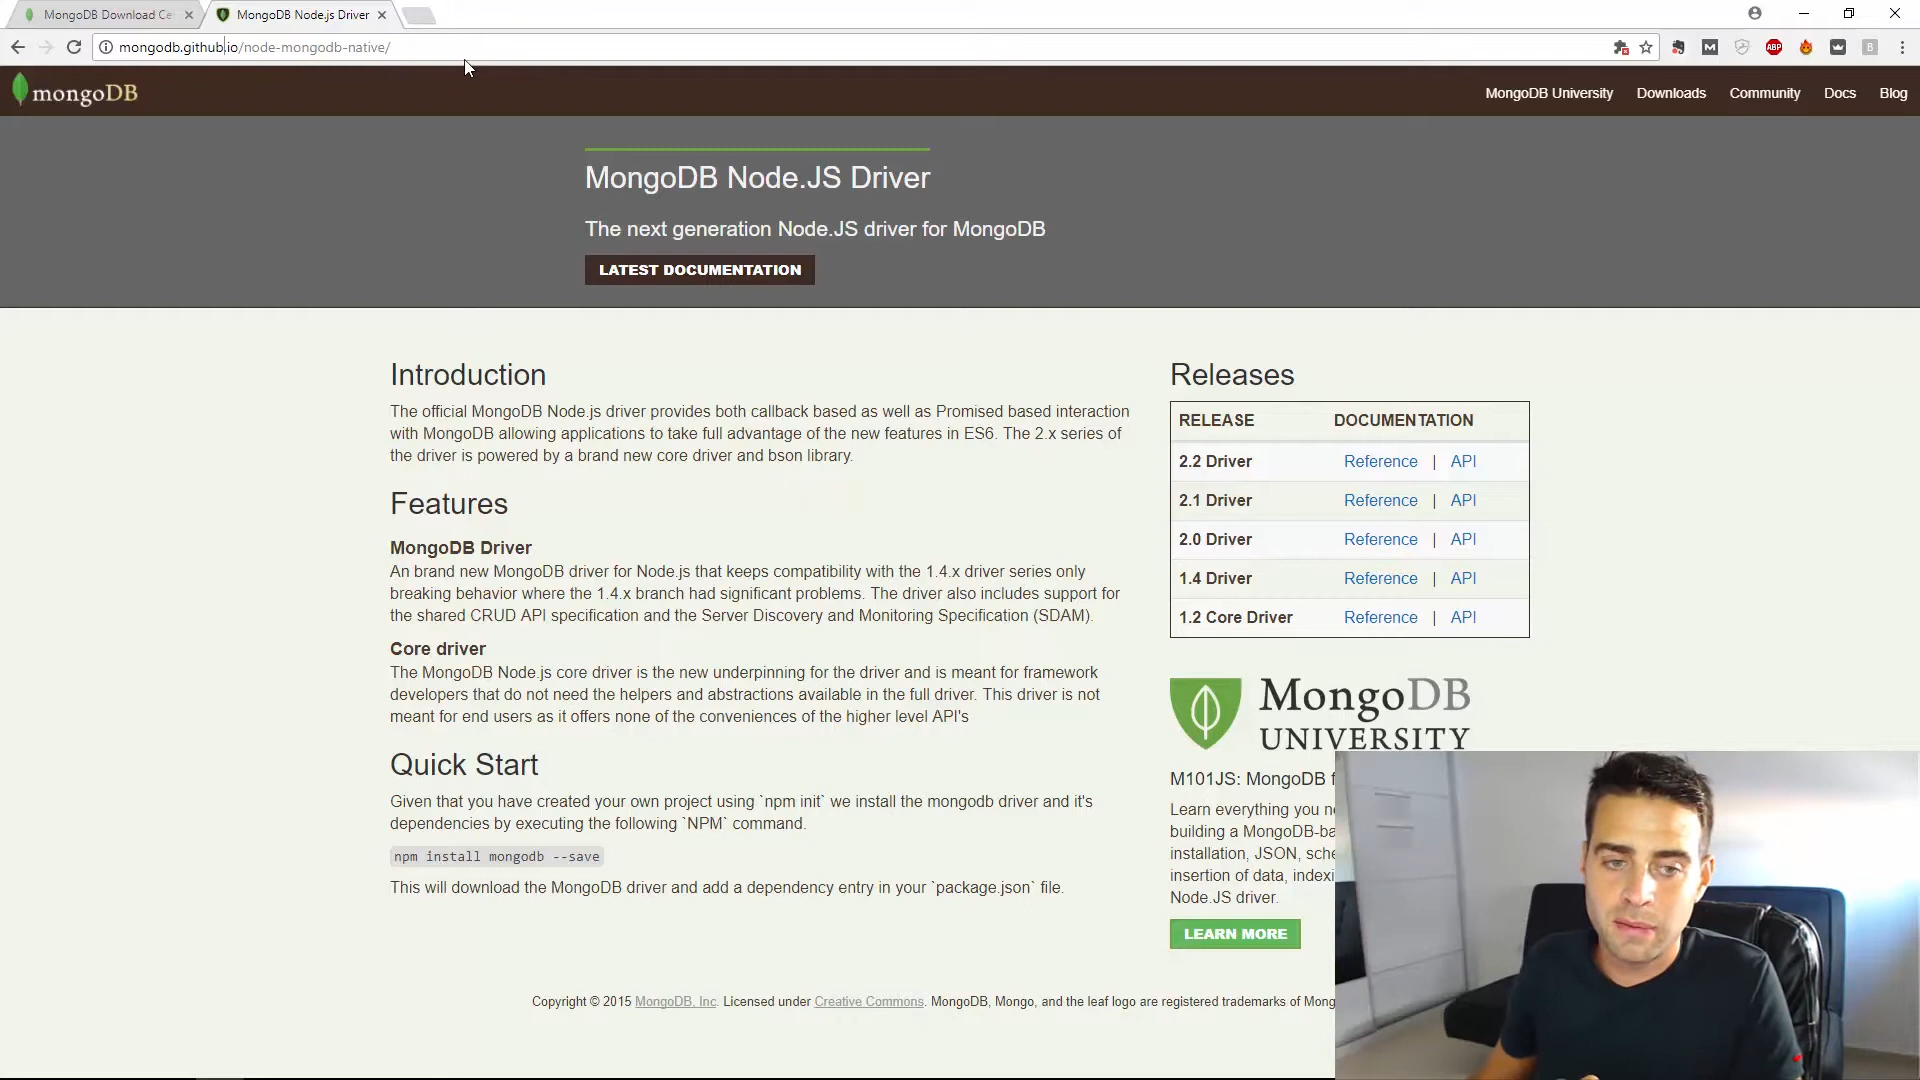 MongoDB Download Ce
MongoDB Node.js Driver
mongodb.github.io/node-mongodb-native/
ABP
M
B
mongoDB
MongoDB University
Downloads
Community
Docs
Blog
MongoDB Node.JS Driver
The next generation Node.JS driver for MongoDB
LATEST DOCUMENTATION
Introduction
The official MongoDB Node.js driver provides both callback based as well as Promised based interaction
with MongoDB allowing applications to take full advantage of the new features in ES6. The 2.x series of
the driver is powered by a brand new core driver and bson library.
Features
MongoDB Driver
An brand new MongoDB driver for Node.js that keeps compatibility with the 1.4.x driver series only
breaking behavior where the 1.4.x branch had significant problems. The driver also includes support for
the shared CRUD API specification and the Server Discovery and Monitoring Specification (SDAM).
Core driver
The MongoDB Node.js core driver is the new underpinning for the driver and is meant for framework
developers that do not need the helpers and abstractions available in the full driver. This driver is not
meant for end users as it offers none of the conveniences of the higher level API's
Quick Start
Given that you have created your own project using `npm init` we install the mongodb driver and it's
dependencies by executing the following `NPM` command.
npm install mongodb --save
This will download the MongoDB driver and add a dependency entry in your `package.json` file.
Releases
RELEASE DOCUMENTATION
2.2 Driver Reference | API
2.1 Driver Reference | API
2.0 Driver Reference | API
1.4 Driver Reference | API
1.2 Core Driver Reference | API
MongoDB
UNIVERSITY
M101JS: MongoDB f
Learn everything you ne
building a MongoDB-ba
installation, JSON, sche
insertion of data, indexi
Node.JS driver.
LEARN MORE
Copyright © 2015 MongoDB, Inc. Licensed under Creative Commons. MongoDB, Mongo, and the leaf logo are registered trademarks of Mong